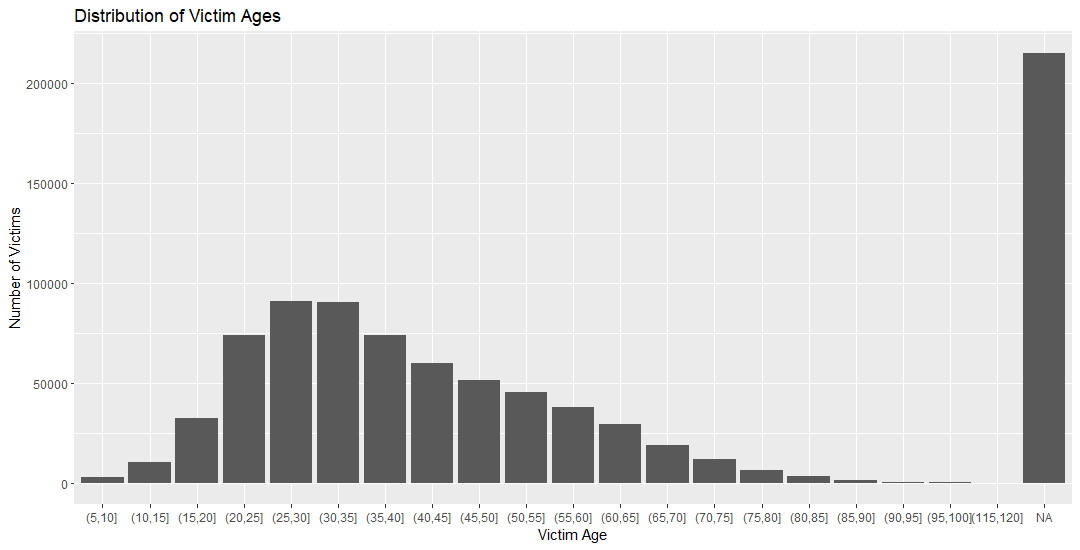 Distribution of Victim Ages
200000
150000
100000
50000
0
Number of Victims
(5,10] (10,15] (15,20] (20,25] (25,30] (30,35] (35,40] (40,45] (45,50] (50,55] (55,60] (60,65] (65,70] (70,75] (75,80] (80,85] (85,90] (90,95] (95,100] (115,120] NA
Victim Age